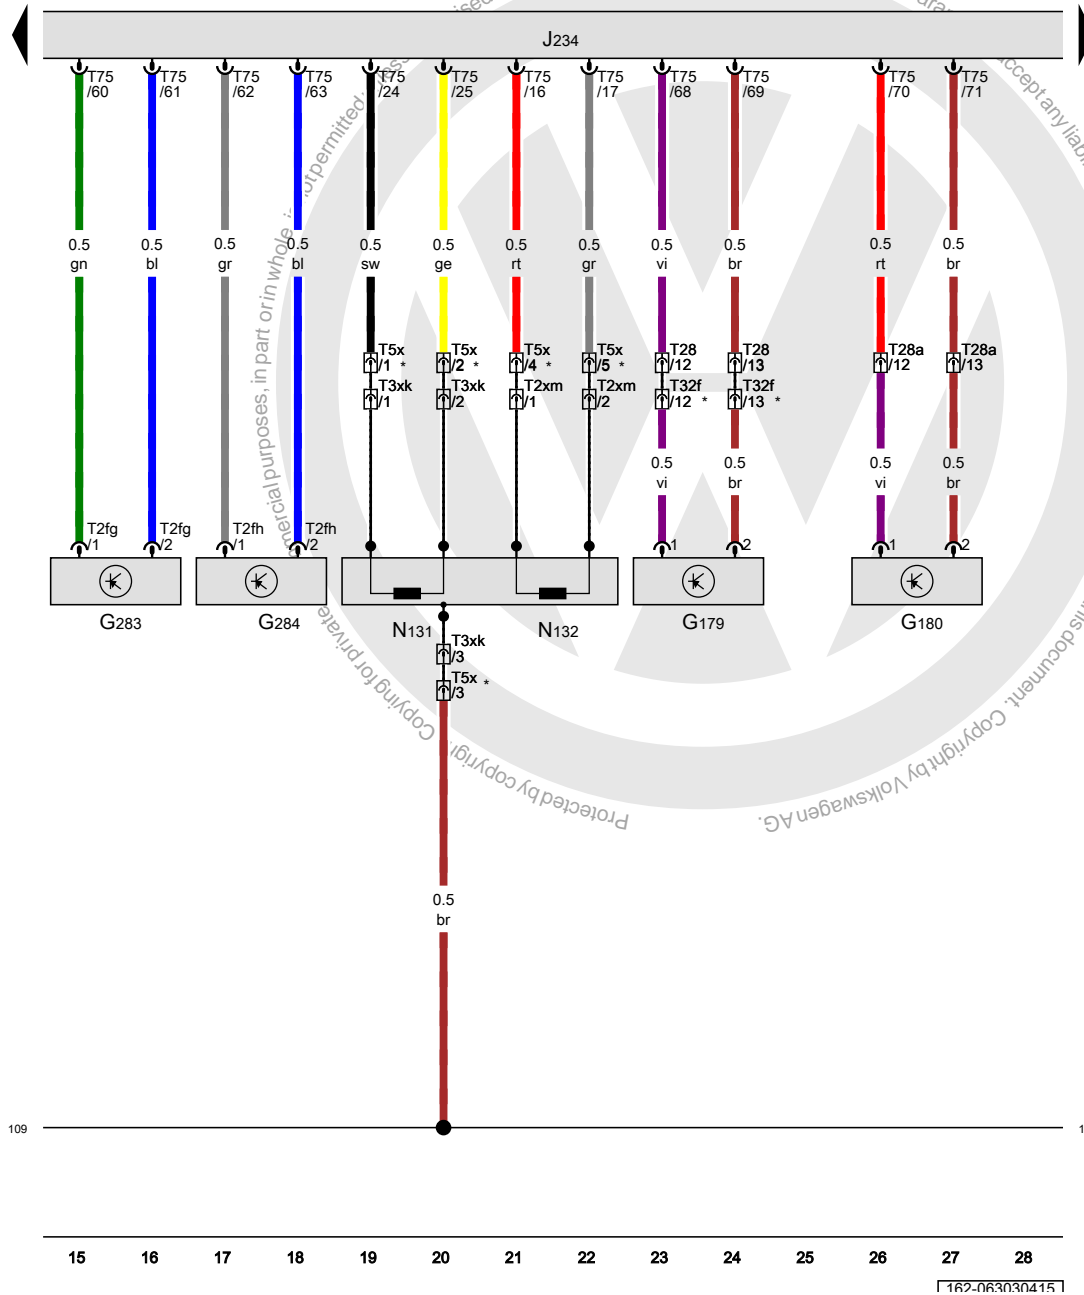 J234
T75 /60
T75 /61
T75 /62
T75 /63
T75 /24
T75 /25
T75 /16
T75 /17
T75 /68
T75 /69
T75 /70
T75 /71
0.5 0.5 0.5 0.5 0.5 0.5 0.5 0.5 0.5 0.5 0.5 0.5
gn bl gr bl sw ge rt gr vi br rt br
T5x /1 *
T5x /2 *
T5x /4 *
T5x /5 *
T28 /12
T28 /13
T28a /12
T28a /13
T3xk /1
T3xk /2
T2xm /1
T2xm /2
T32f /12 *
T32f /13 *
0.5 0.5 0.5 0.5
vi br vi br
T2fg /1
T2fg /2
T2fh /1
T2fh /2
1 2 1 2
G283 G284 N131 N132 G179 G180
T3xk /3
T5x /3 *
0.5
br
109
15 16 17 18 19 20 21 22 23 24 25 26 27 28
162-063030415
Protected by copyright. Copying for private
purposes, in part or in whole,
permitted
accept any
document. Copyright by Volkswagen AG.